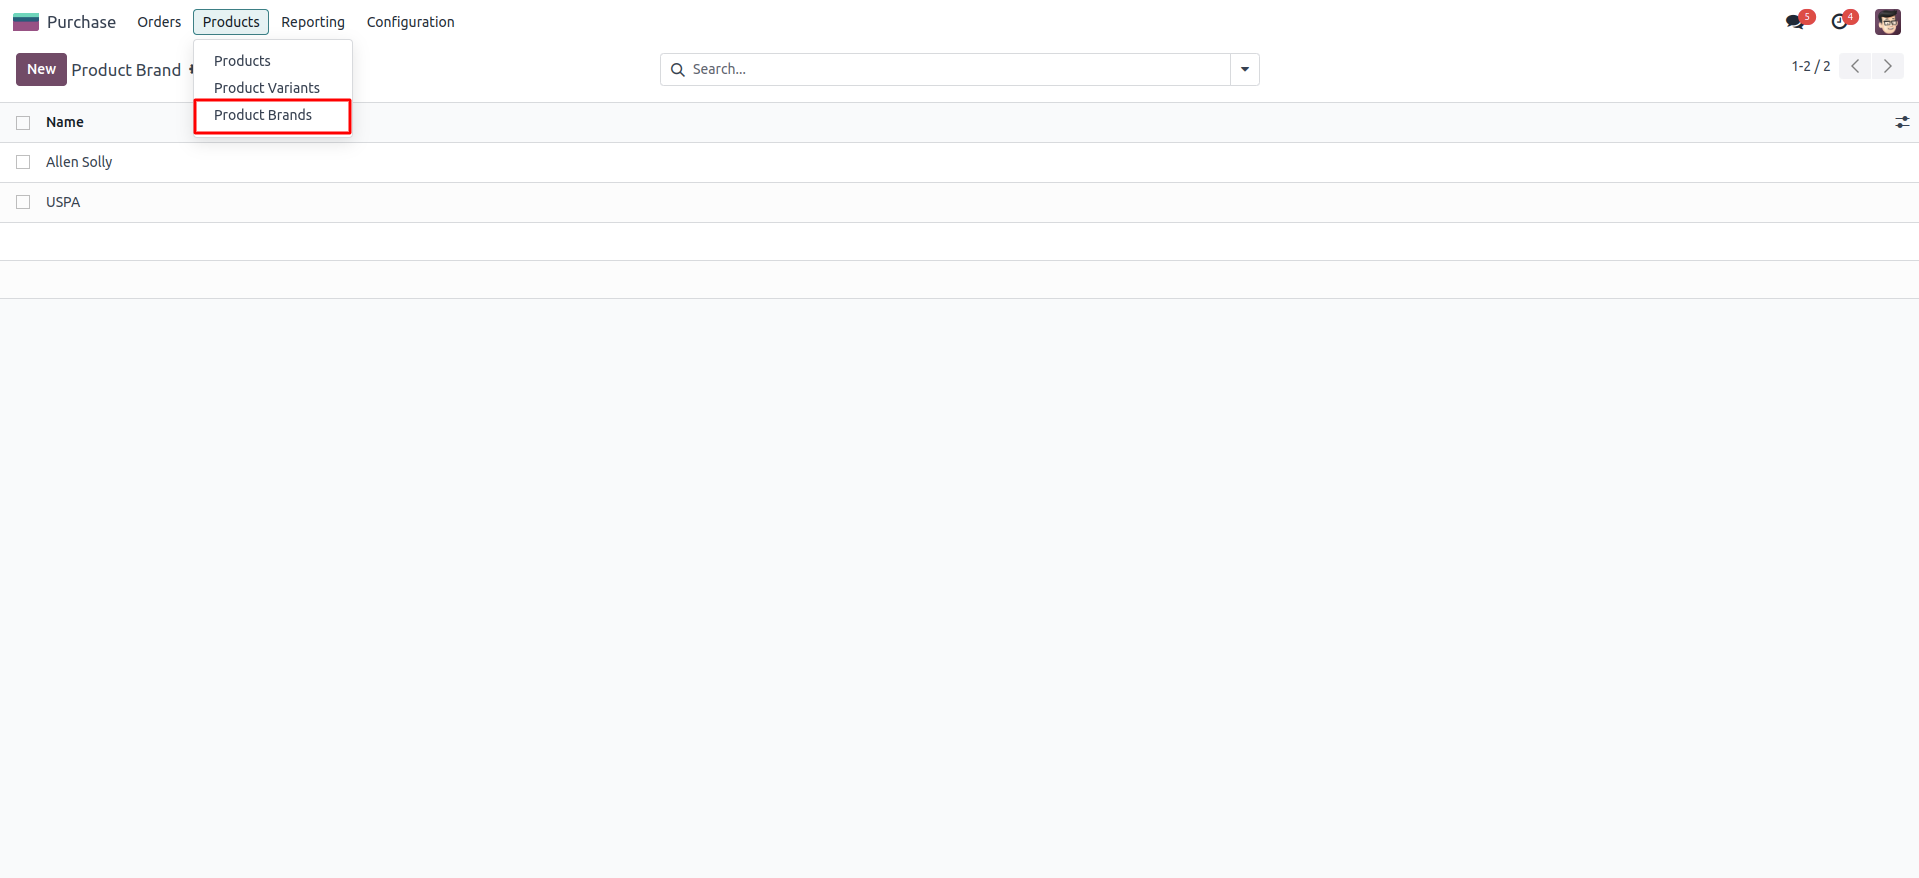 Purchase Orders Products Reporting Configuration 5 4
Products
New Product Brand Search... 1-2 / 2
Product Variants
Product Brands
Name
Allen Solly
USPA